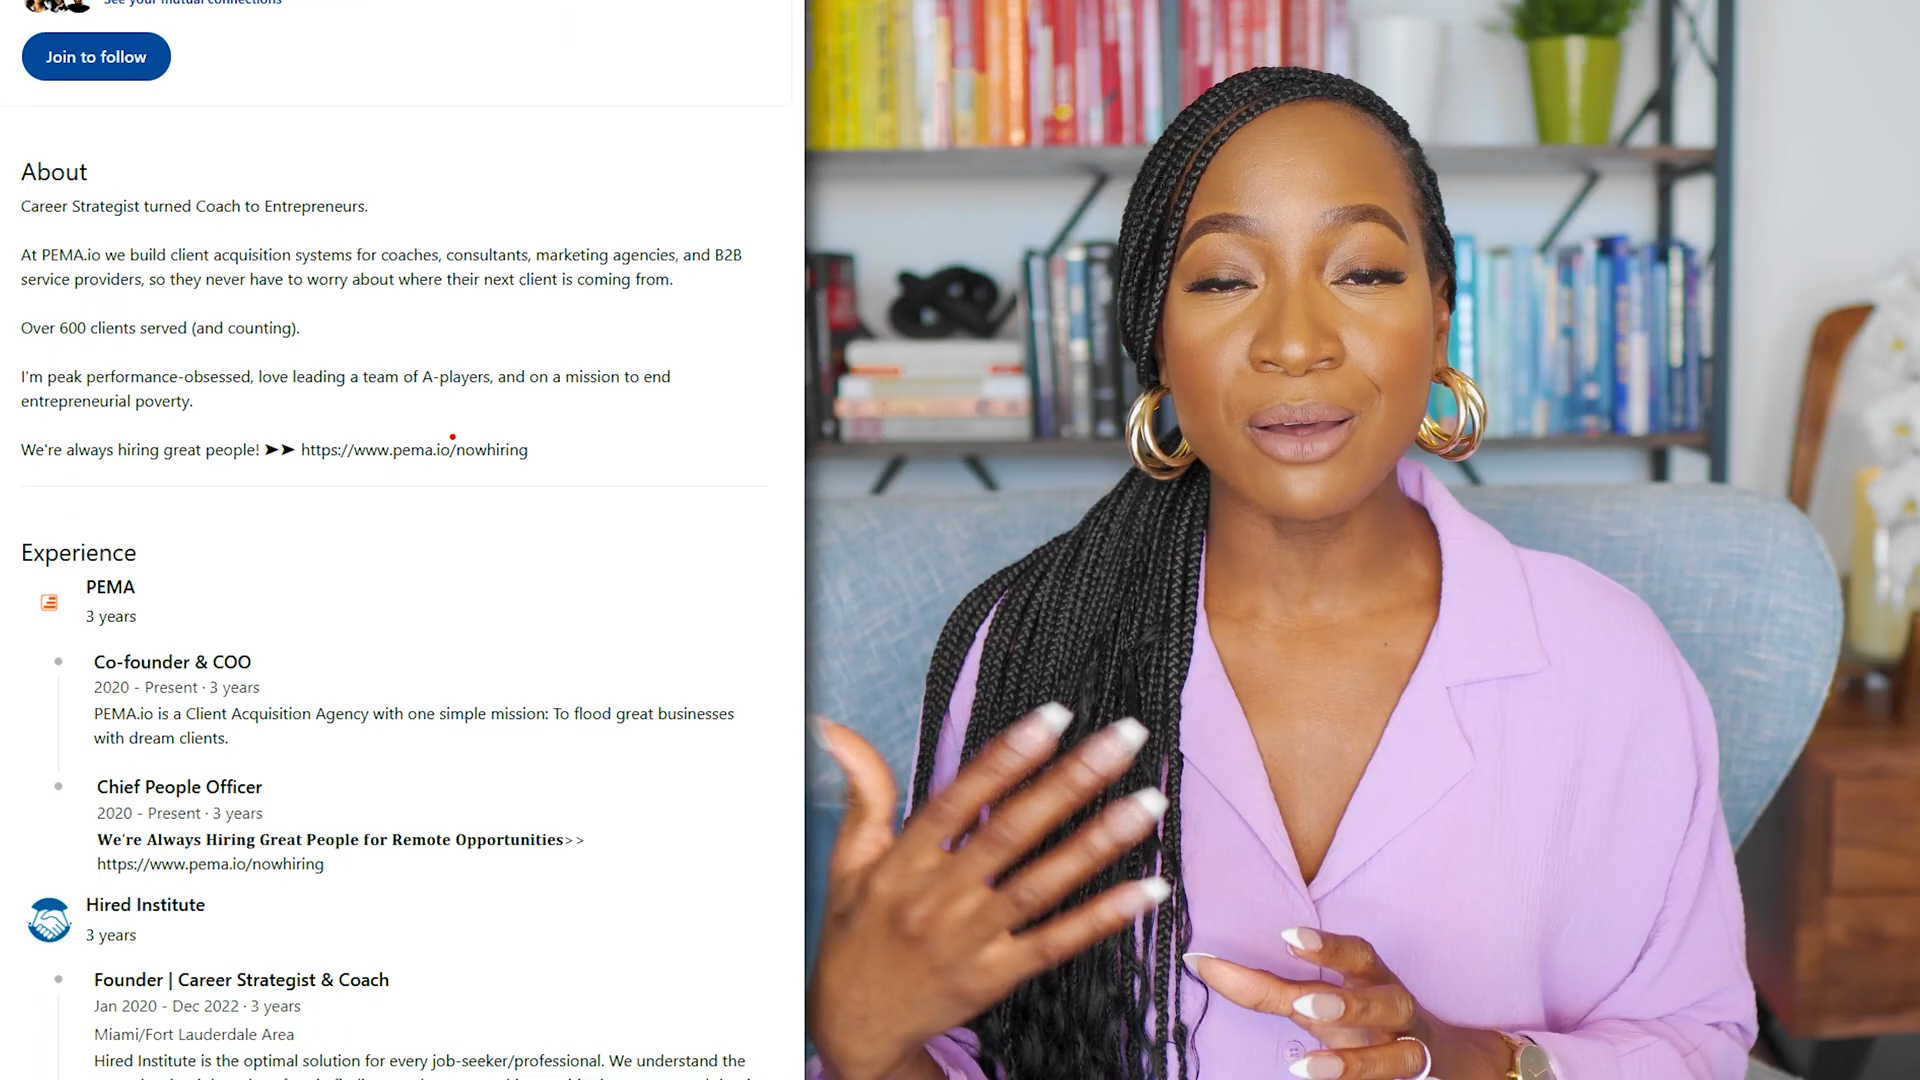 See your mutual connections
Join to follow
About
Career Strategist turned Coach to Entrepreneurs.
At PEMA.io we build client acquisition systems for coaches, consultants, marketing agencies, and B2B
service providers, so they never have to worry about where their next client is coming from.
Over 600 clients served (and counting).
I'm peak performance-obsessed, love leading a team of A-players, and on a mission to end
entrepreneurial poverty.
We're always hiring great people! ➤➤ https://www.pema.io/nowhiring
Experience
PEMA
3 years
Co-founder & COO
2020 - Present · 3 years
PEMA.io is a Client Acquisition Agency with one simple mission: To flood great businesses
with dream clients.
Chief People Officer
2020 - Present · 3 years
We're Always Hiring Great People for Remote Opportunities>>
https://www.pema.io/nowhiring
Hired Institute
3 years
Founder | Career Strategist & Coach
Jan 2020 - Dec 2022 · 3 years
Miami/Fort Lauderdale Area
Hired Institute is the optimal solution for every job-seeker/professional. We understand the